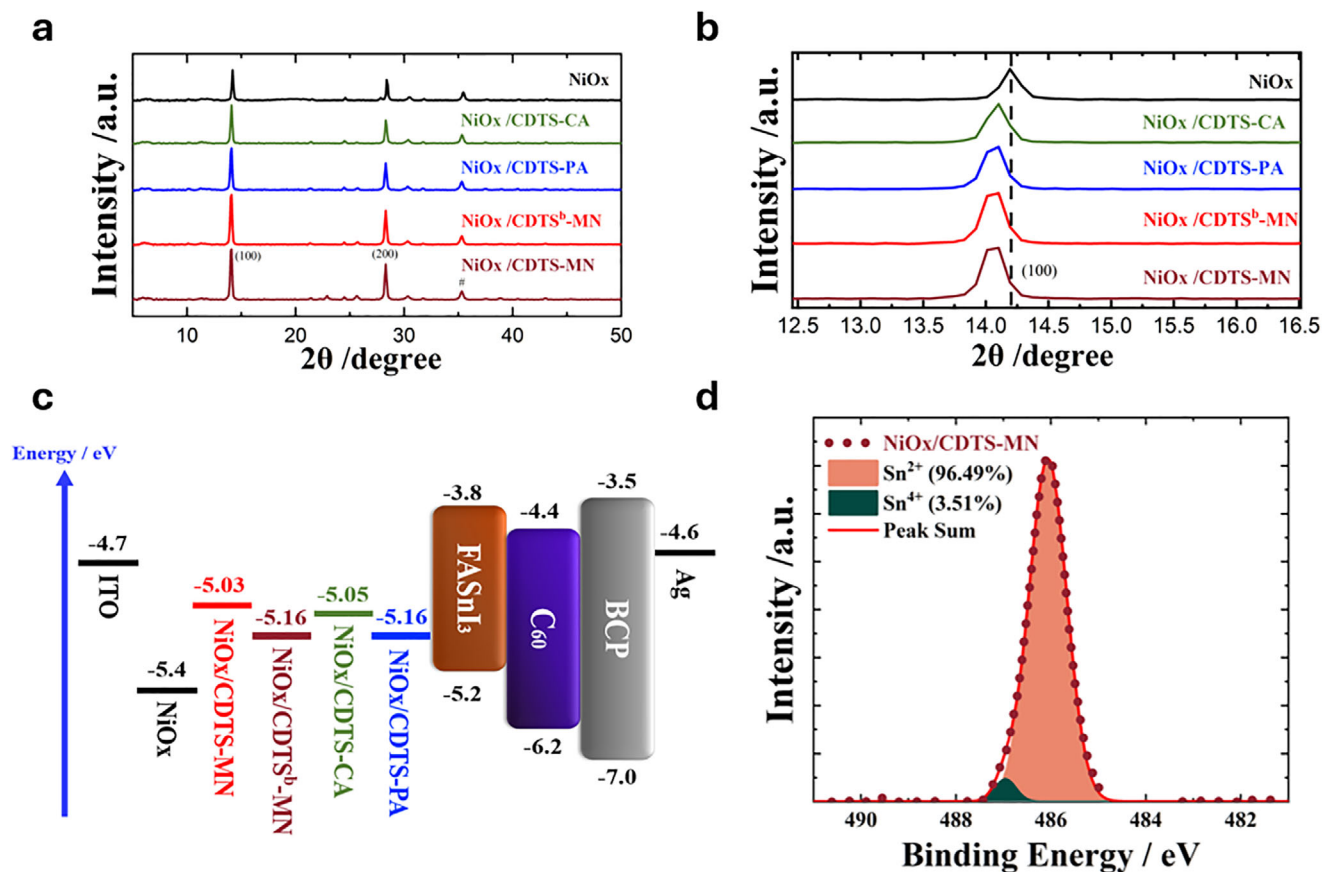 a
Intensity /a.u.
NiOx
NiOx /CDTS-CA
NiOx /CDTS-PA
NiOx /CDTSᵇ-MN
(100)
(200)
NiOx /CDTS-MN
#
10
20
30
40
50
2θ /degree
b
Intensity /a.u.
NiOx
NiOx /CDTS-CA
NiOx /CDTS-PA
NiOx /CDTSᵇ-MN
NiOx /CDTS-MN
(100)
12.5
13.0
13.5
14.0
14.5
15.0
15.5
16.0
16.5
2θ /degree
c
Energy / eV
-4.7
ITO
-5.4
NiOx
-5.03
NiOx/CDTS-MN
-5.16
NiOx/CDTSᵇ-MN
-5.05
NiOx/CDTS-CA
-5.16
NiOx/CDTS-PA
-3.8
FASnI₃
-5.2
-4.4
C₆₀
-6.2
-3.5
BCP
-7.0
-4.6
Ag
d
Intensity /a.u.
NiOx/CDTS-MN
Sn²⁺ (96.49%)
Sn⁴⁺ (3.51%)
Peak Sum
490
488
486
484
482
Binding Energy / eV